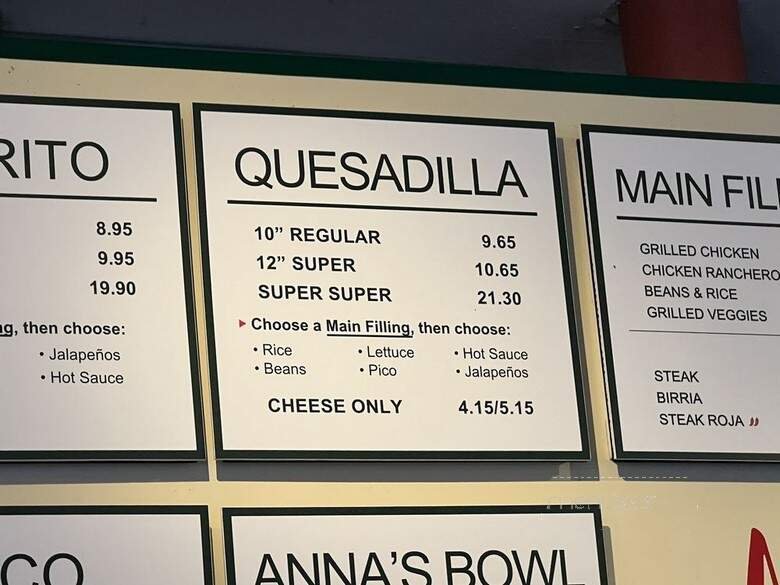 RITO
8.95
9.95
19.90
ng, then choose:
• Jalapeños
• Hot Sauce
QUESADILLA
10” REGULAR 9.65
12” SUPER 10.65
SUPER SUPER 21.30
Choose a Main Filling, then choose:
• Rice • Lettuce • Hot Sauce
• Beans • Pico • Jalapeños
CHEESE ONLY 4.15/5.15
MAIN FILL
GRILLED CHICKEN
CHICKEN RANCHERO
BEANS & RICE
GRILLED VEGGIES
STEAK
BIRRIA
STEAK ROJA
CO
ANNA’S BOWL